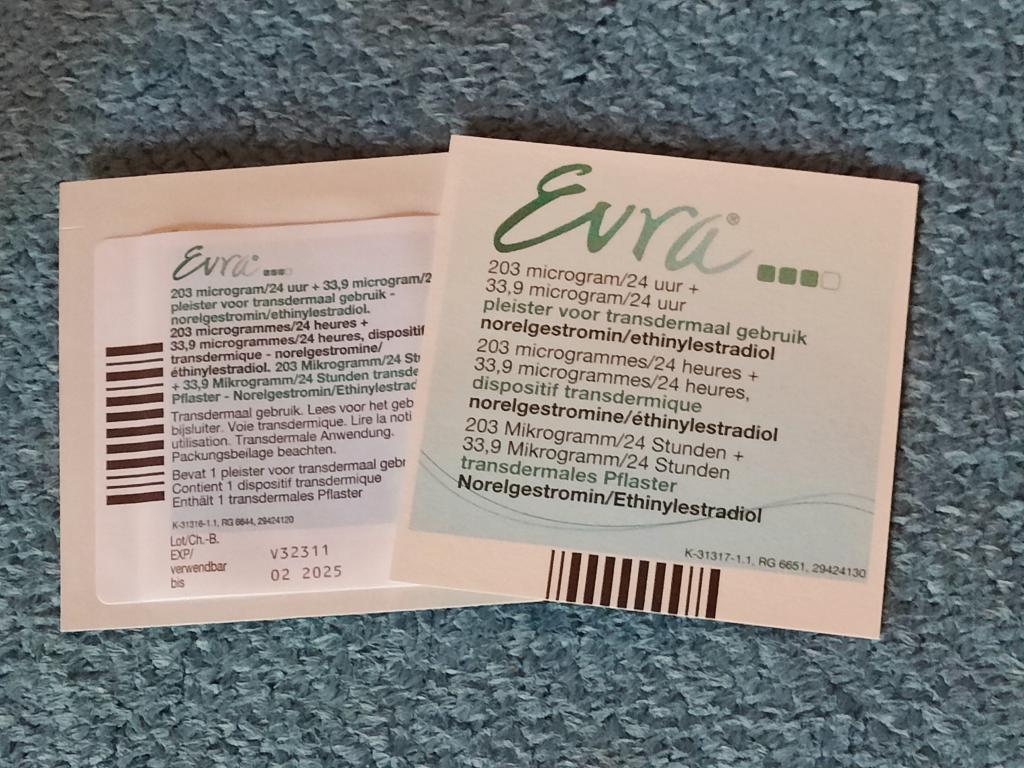 Evra
203 microgram/24 uur + 33,9 microgram/2
pleister voor transdermaal gebruik -
norelgestromin/ethinylestradiol.
203 microgrammes/24 heures +
33,9 microgrammes/24 heures, dispositif
transdermique - norelgestromine/
éthinylestradiol. 203 Mikrogramm/24 St
+ 33,9 Mikrogramm/24 Stunden transde
Pflaster - Norelgestromin/Ethinylestrad
Transdermaal gebruik. Lees voor het geb
bijsluiter. Voie transdermique. Lire la noti
utilisation. Transdermale Anwendung.
Packungsbeilage beachten.
Bevat 1 pleister voor transdermaal gebr
Contient 1 dispositif transdermique
Enthält 1 transdermales Pflaster
K-31316-1.1, RG 6644, 29424120
Lot/Ch.-B.
EXP/
verwendbar
bis
V32311
02 2025
Evra®
203 microgram/24 uur +
33,9 microgram/24 uur
pleister voor transdermaal gebruik
norelgestromin/ethinylestradiol
203 microgrammes/24 heures +
33,9 microgrammes/24 heures,
dispositif transdermique
norelgestromine/éthinylestradiol
203 Mikrogramm/24 Stunden +
33,9 Mikrogramm/24 Stunden
transdermales Pflaster
Norelgestromin/Ethinylestradiol
K-31317-1.1, RG 6651, 29424130